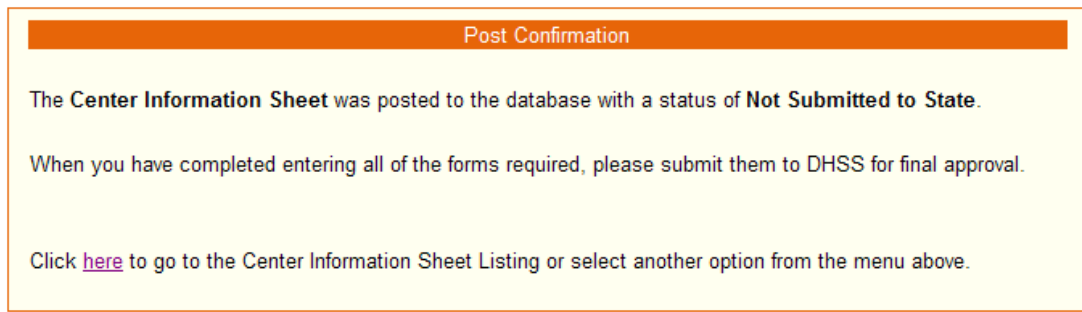 Post Confirmation
The Center Information Sheet was posted to the database with a status of Not Submitted to State.
When you have completed entering all of the forms required, please submit them to DHSS for final approval.
Click here to go to the Center Information Sheet Listing or select another option from the menu above.